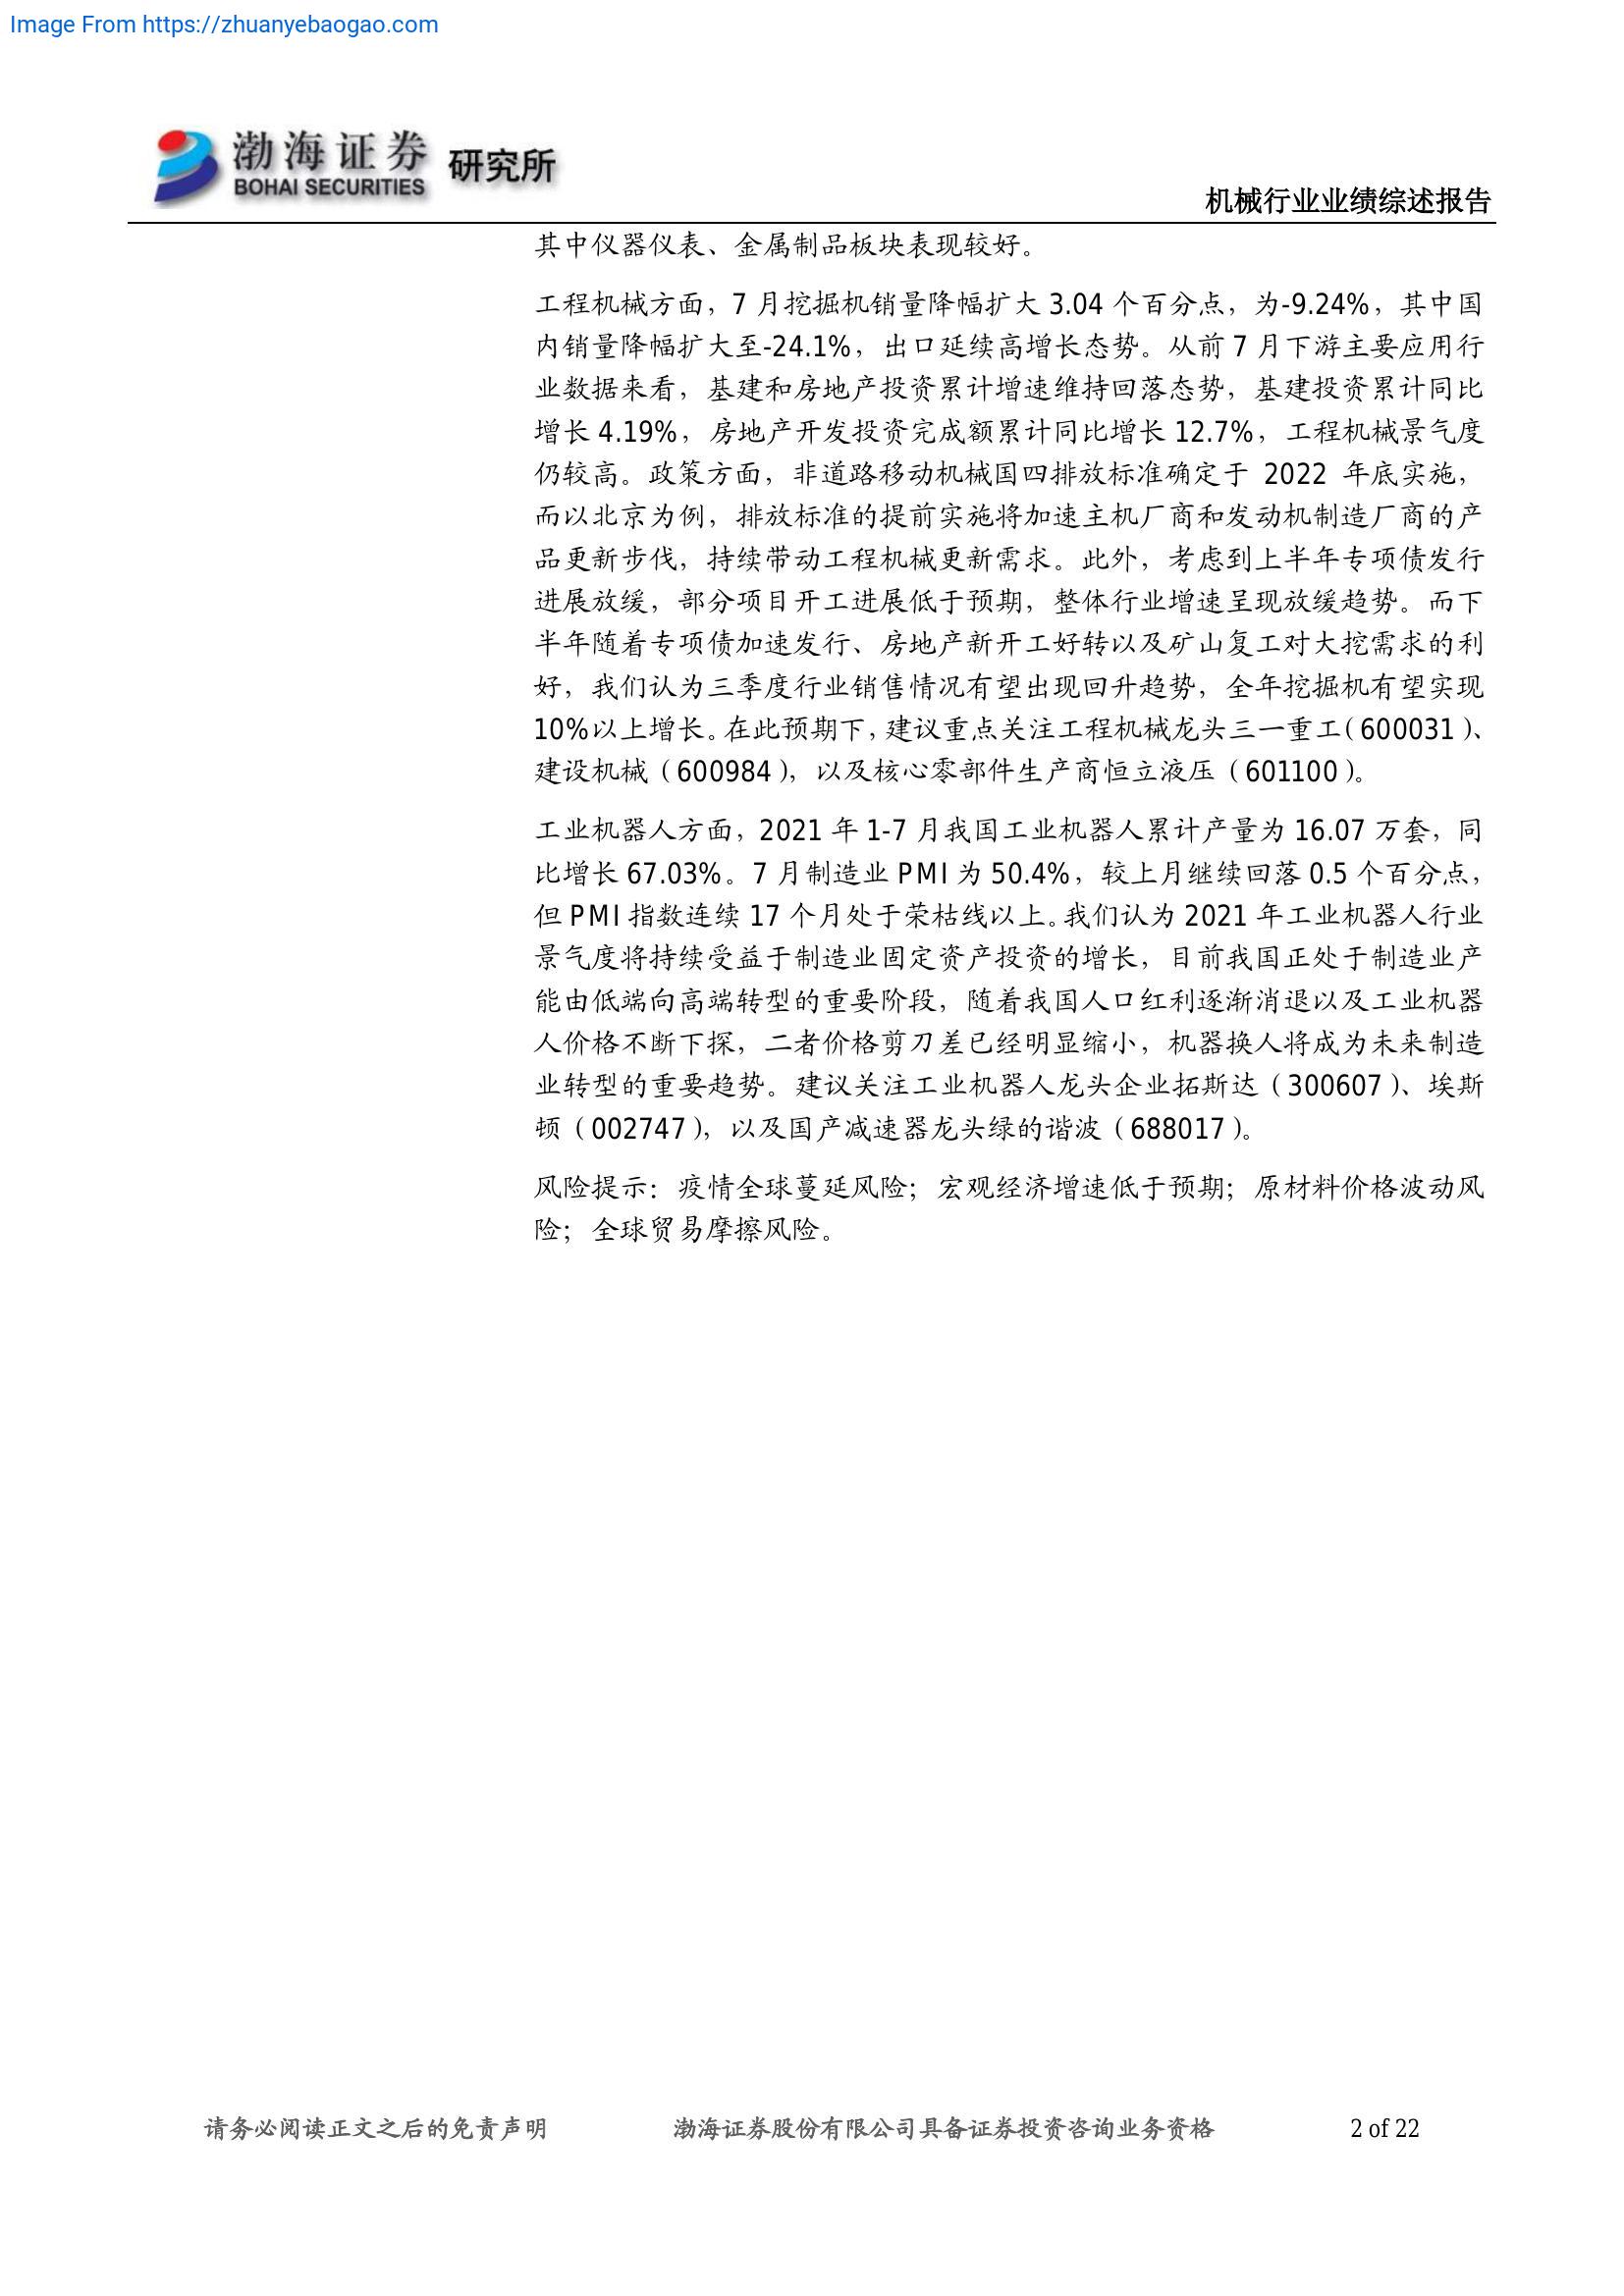 Image From https://zhuanyebaogao.com
渤海证券 研究所
BOHAI SECURITIES
机械行业业绩综述报告
其中仪器仪表、金属制品板块表现较好。
工程机械方面，7 月挖掘机销量降幅扩大 3.04 个百分点，为-9.24%，其中国
内销量降幅扩大至-24.1%，出口延续高增长态势。从前 7 月下游主要应用行
业数据来看，基建和房地产投资累计增速维持回落态势，基建投资累计同比
增长 4.19%，房地产开发投资完成额累计同比增长 12.7%，工程机械景气度
仍较高。政策方面，非道路移动机械国四排放标准确定于 2022 年底实施，
而以北京为例，排放标准的提前实施将加速主机厂商和发动机制造厂商的产
品更新步伐，持续带动工程机械更新需求。此外，考虑到上半年专项债发行
进展放缓，部分项目开工进展低于预期，整体行业增速呈现放缓趋势。而下
半年随着专项债加速发行、房地产新开工好转以及矿山复工对大挖需求的利
好，我们认为三季度行业销售情况有望出现回升趋势，全年挖掘机有望实现
10%以上增长。在此预期下，建议重点关注工程机械龙头三一重工（600031）、
建设机械（600984），以及核心零部件生产商恒立液压（601100）。
工业机器人方面，2021 年 1-7 月我国工业机器人累计产量为 16.07 万套，同
比增长 67.03%。7 月制造业 PMI 为 50.4%，较上月继续回落 0.5 个百分点，
但 PMI 指数连续 17 个月处于荣枯线以上。我们认为 2021 年工业机器人行业
景气度将持续受益于制造业固定资产投资的增长，目前我国正处于制造业产
能由低端向高端转型的重要阶段，随着我国人口红利逐渐消退以及工业机器
人价格不断下探，二者价格剪刀差已经明显缩小，机器换人将成为未来制造
业转型的重要趋势。建议关注工业机器人龙头企业拓斯达（300607）、埃斯
顿（002747），以及国产减速器龙头绿的谐波（688017）。
风险提示：疫情全球蔓延风险；宏观经济增速低于预期；原材料价格波动风
险；全球贸易摩擦风险。
请务必阅读正文之后的免责声明 渤海证券股份有限公司具备证券投资咨询业务资格 2 of 22